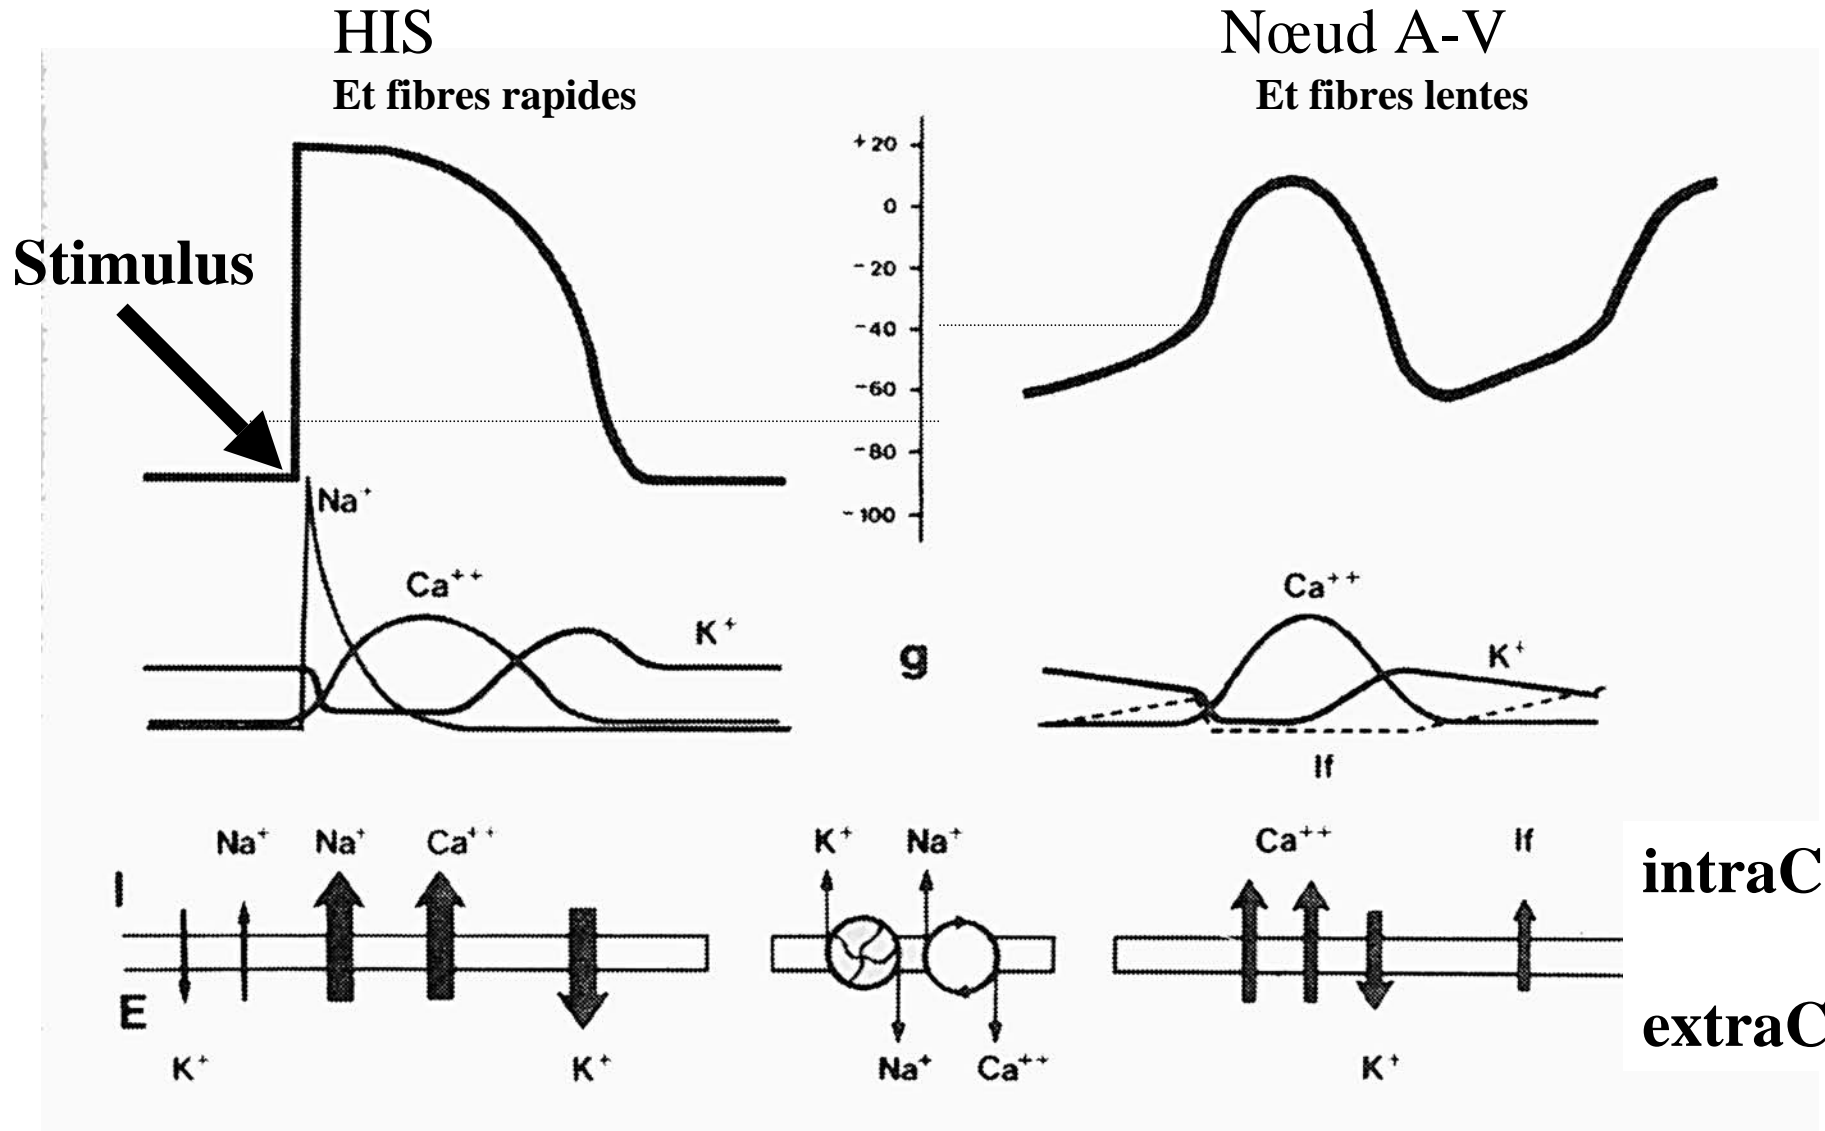 HIS
Et fibres rapides
Nœud A-V
Et fibres lentes
Stimulus
+20
0
-20
-40
-60
-80
-100
Na+
Ca++
K+
g
Ca++
K+
If
Na+ Na+ Ca++
I
E
K+ K+
K+ Na+
Na+ Ca++
Ca++ If
K+
intraC
extraC